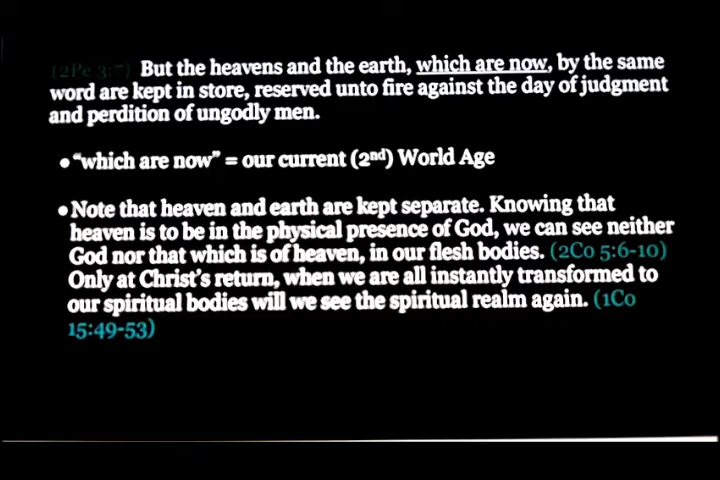 (2Pe 3:7) But the heavens and the earth, which are now, by the same
word are kept in store, reserved unto fire against the day of judgment
and perdition of ungodly men.
• "which are now" = our current (2nd) World Age
• Note that heaven and earth are kept separate. Knowing that
heaven is to be in the physical presence of God, we can see neither
God nor that which is of heaven, in our flesh bodies. (2Co 5:6-10)
Only at Christ's return, when we are all instantly transformed to
our spiritual bodies will we see the spiritual realm again. (1Co
15:49-53)